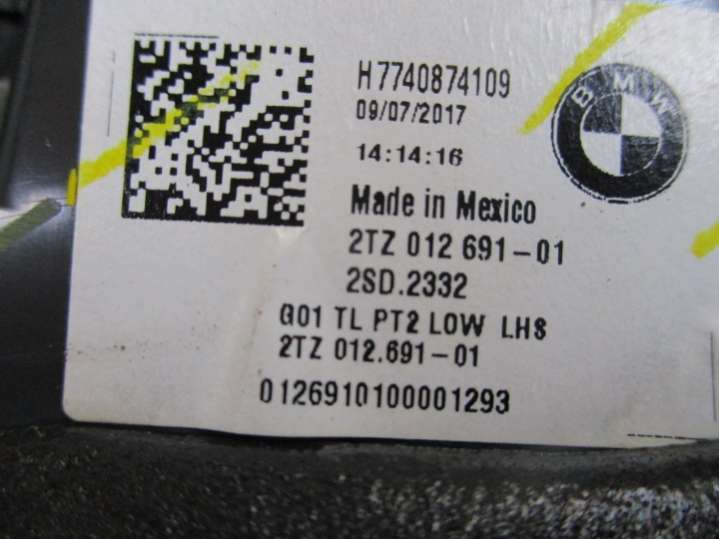 H7740874109
09/07/2017
BMW
14:14:16
Made in Mexico
2TZ 012 691-01
2SD.2332
G01 TL PT2 LOW LHS
2TZ 012.691-01
0126910100001293